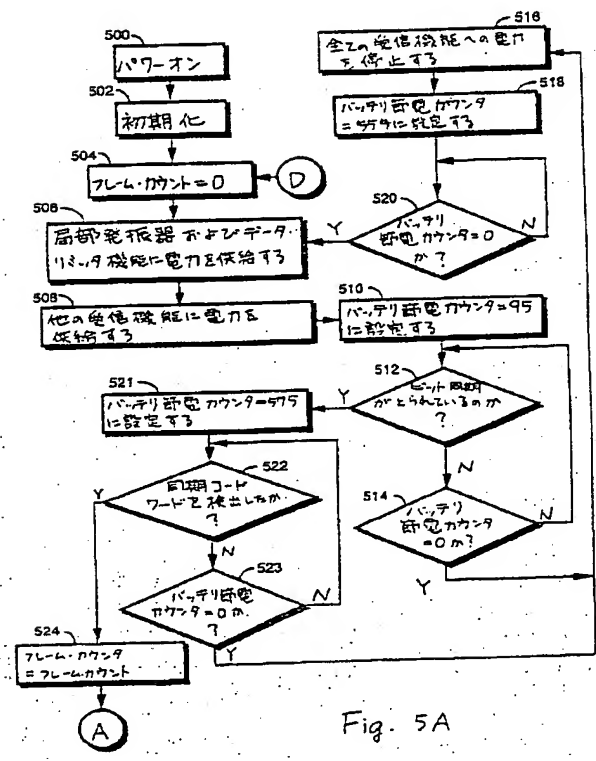 500
パワーオン
502
初期化
504
フレーム・カウント=0
D
506
局部発振器およびデータ・
リミッタ機能に電力を供給する
508
他の受信機能に電力を
供給する
510
バッテリ節電カウンタ=95
に設定する
512
ビット同期
がとられているのか
?
Y
N
514
バッテリ
節電カウンタ
=0か?
N
Y
516
全ての受信機能への電力
を停止する
518
バッテリ節電カウンタ
に設定する
520
バッテリ
節電カウンタ=0
か?
Y
N
521
バッテリ節電カウンタ=575
に設定する
522
同期コード
ワードを検出したか
?
Y
N
523
バッテリ節電
カウンタ=0か
?
N
Y
524
フレーム・カウンタ
=フレームカウント
A
Fig. 5A